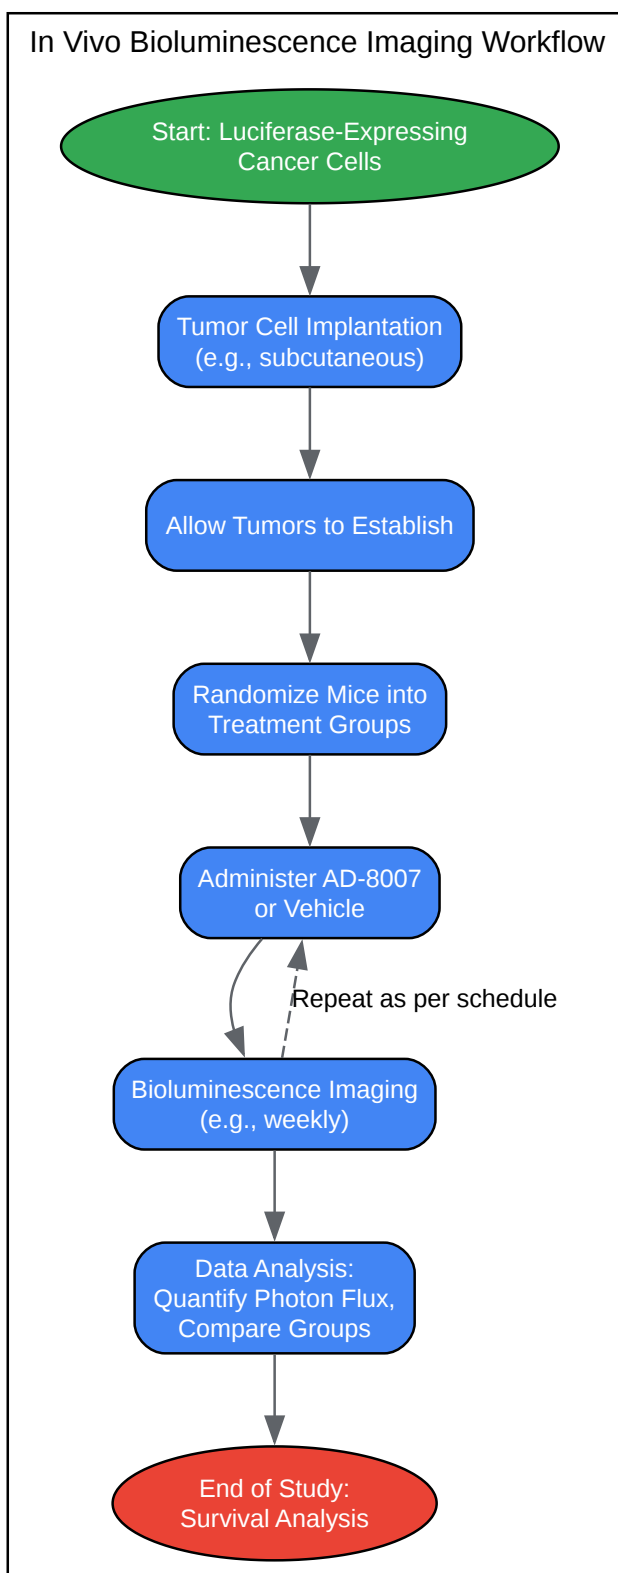 In Vivo Bioluminescence Imaging Workflow
Start: Luciferase-Expressing
Cancer Cells
Tumor Cell Implantation
(e.g., subcutaneous)
Allow Tumors to Establish
Randomize Mice into
Treatment Groups
Administer AD-8007
or Vehicle
Repeat as per schedule
Bioluminescence Imaging
(e.g., weekly)
Data Analysis:
Quantify Photon Flux,
Compare Groups
End of Study:
Survival Analysis